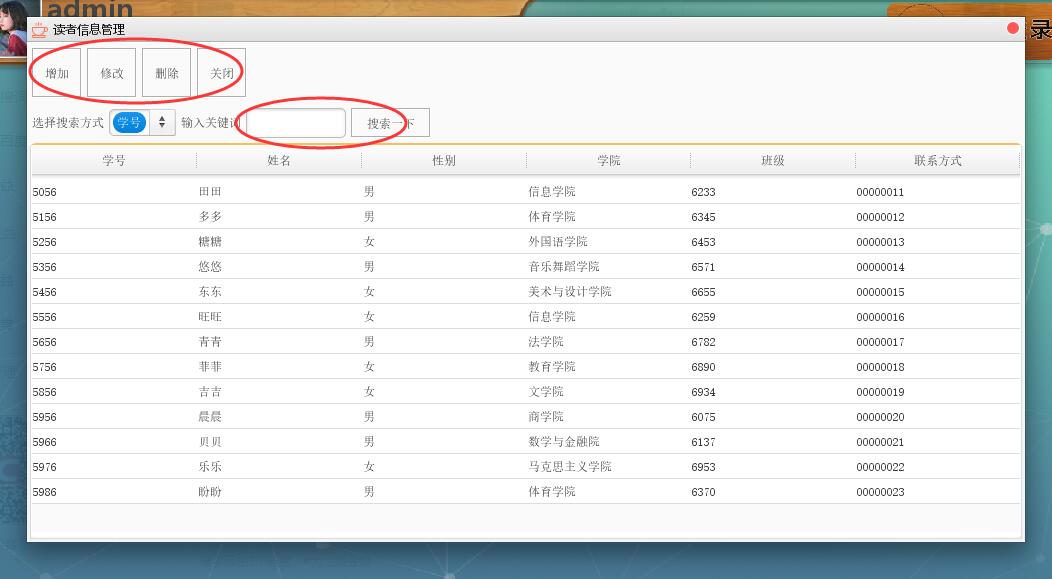 admin
读者信息管理
录
增加 修改 删除 关闭
选择搜索方式 学号 输入关键词 搜索一下
学号 姓名 性别 学院 班级 联系方式
5056 田田 男 信息学院 6233 00000011
5156 多多 男 体育学院 6345 00000012
5256 糖糖 女 外国语学院 6453 00000013
5356 悠悠 男 音乐舞蹈学院 6571 00000014
5456 东东 女 美术与设计学院 6655 00000015
5556 旺旺 女 信息学院 6259 00000016
5656 青青 男 法学院 6782 00000017
5756 菲菲 女 教育学院 6890 00000018
5856 吉吉 女 文学院 6934 00000019
5956 晨晨 男 商学院 6075 00000020
5966 贝贝 男 数学与金融院 6137 00000021
5976 乐乐 女 马克思主义学院 6953 00000022
5986 盼盼 男 体育学院 6370 00000023